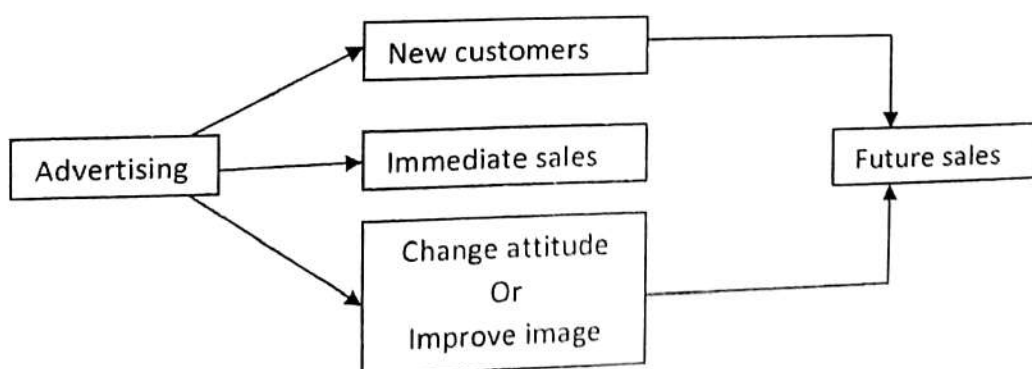 New customers
Advertising
Immediate sales
Future sales
Change attitude
Or
Improve image